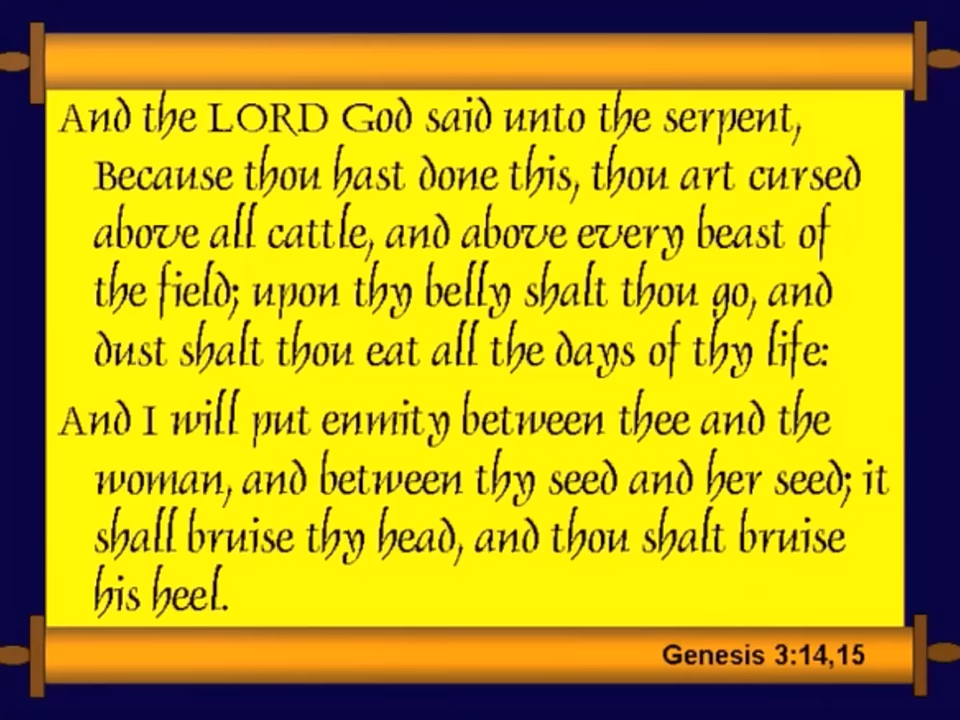 And the LORD God said unto the serpent,
Because thou hast done this, thou art cursed
above all cattle, and above every beast of
the field; upon thy belly shalt thou go, and
dust shalt thou eat all the days of thy life:
And I will put enmity between thee and the
woman, and between thy seed and her seed; it
shall bruise thy head, and thou shalt bruise
his heel.
Genesis 3:14,15